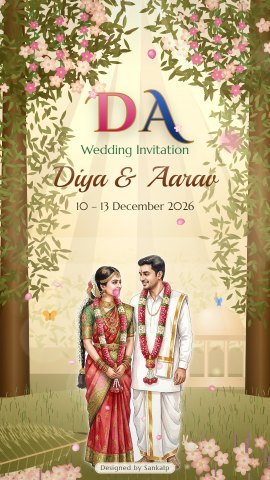 DA
Wedding Invitation
Diya & Aarav
10 – 13 December 2026
Designed by Sankalp